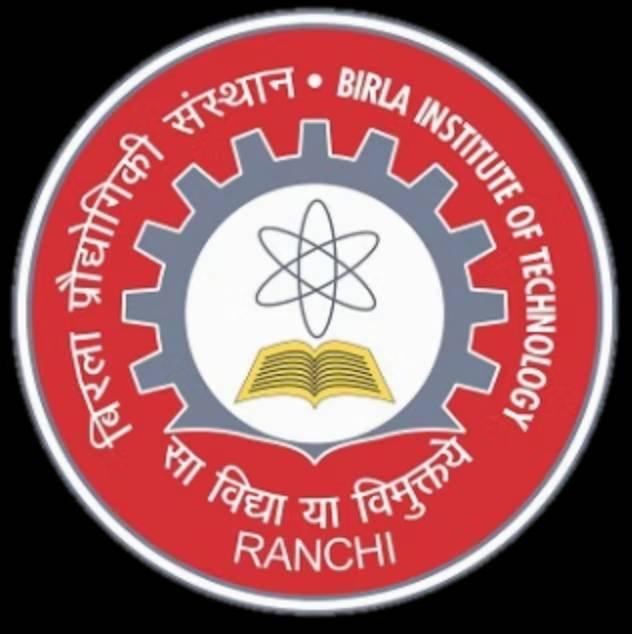 बिरला प्रौद्योगिकी संस्थान • BIRLA INSTITUTE OF TECHNOLOGY
सा विद्या या विमुक्तये
RANCHI